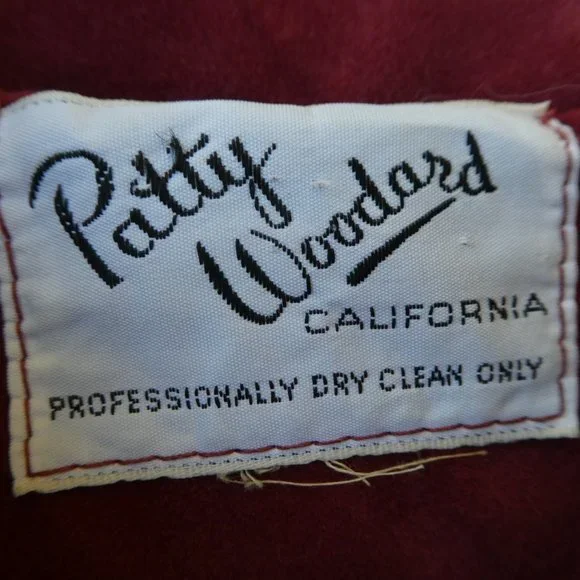 Patty
Woodard
CALIFORNIA
PROFESSIONALLY DRY CLEAN ONLY